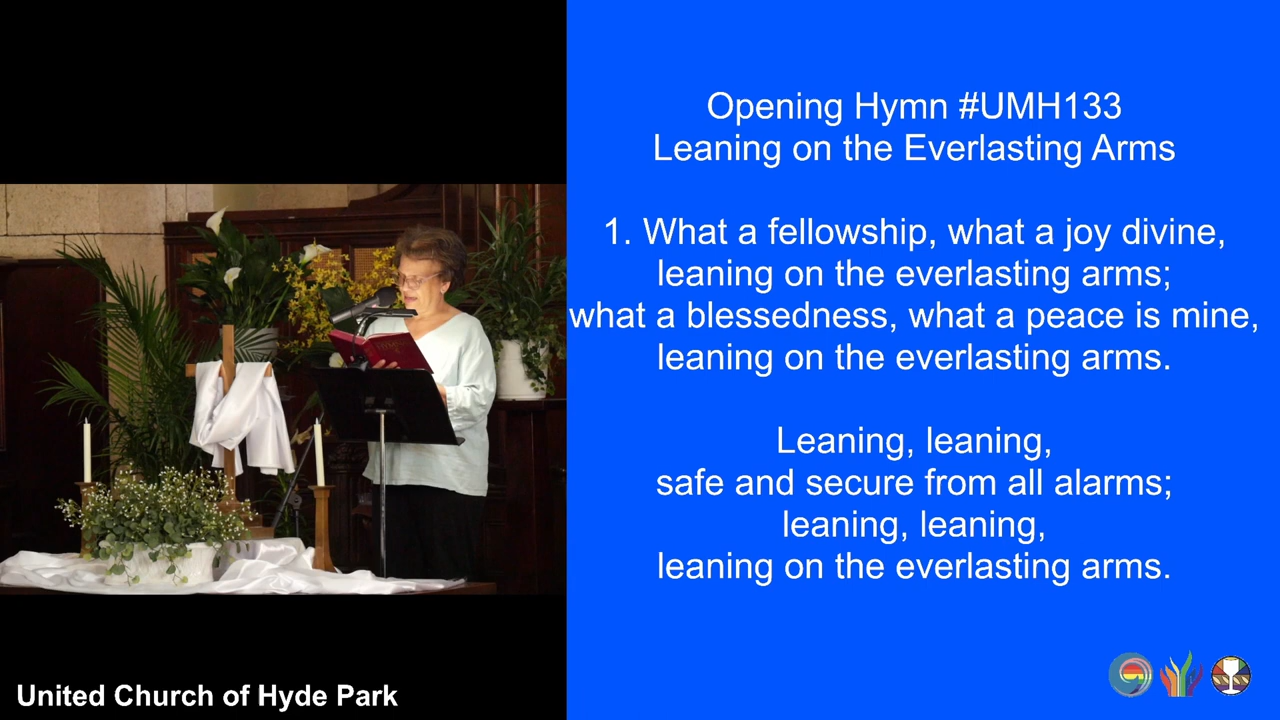 Opening Hymn #UMH133
Leaning on the Everlasting Arms
1. What a fellowship, what a joy divine,
leaning on the everlasting arms;
what a blessedness, what a peace is mine,
leaning on the everlasting arms.
Leaning, leaning,
safe and secure from all alarms;
leaning, leaning,
leaning on the everlasting arms.
United Church of Hyde Park